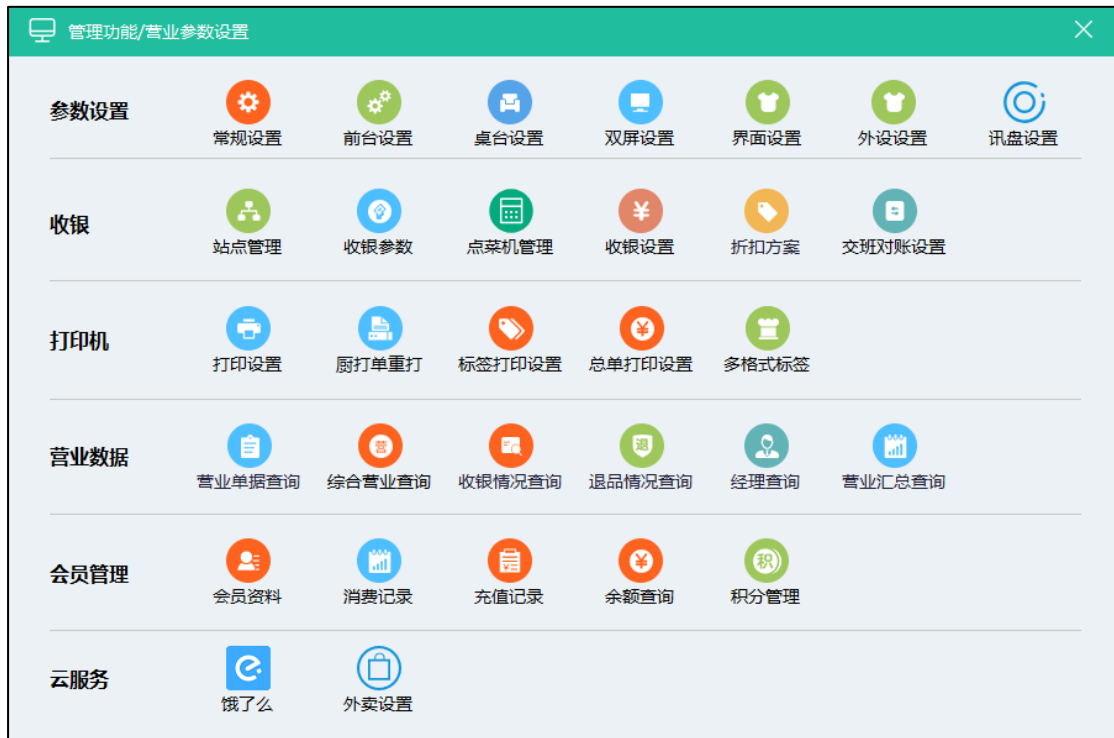 管理功能/营业参数设置
参数设置
常规设置 前台设置 桌台设置 双屏设置 界面设置 外设设置 讯盘设置
收银
站点管理 收银参数 点菜机管理 收银设置 折扣方案 交班对账设置
打印机
打印设置 厨打单重打 标签打印设置 总单打印设置 多格式标签
营业数据
营 退
营业单据查询 综合营业查询 收银情况查询 退品情况查询 经理查询 营业汇总查询
会员管理
积
会员资料 消费记录 充值记录 余额查询 积分管理
云服务
饿了么 外卖设置